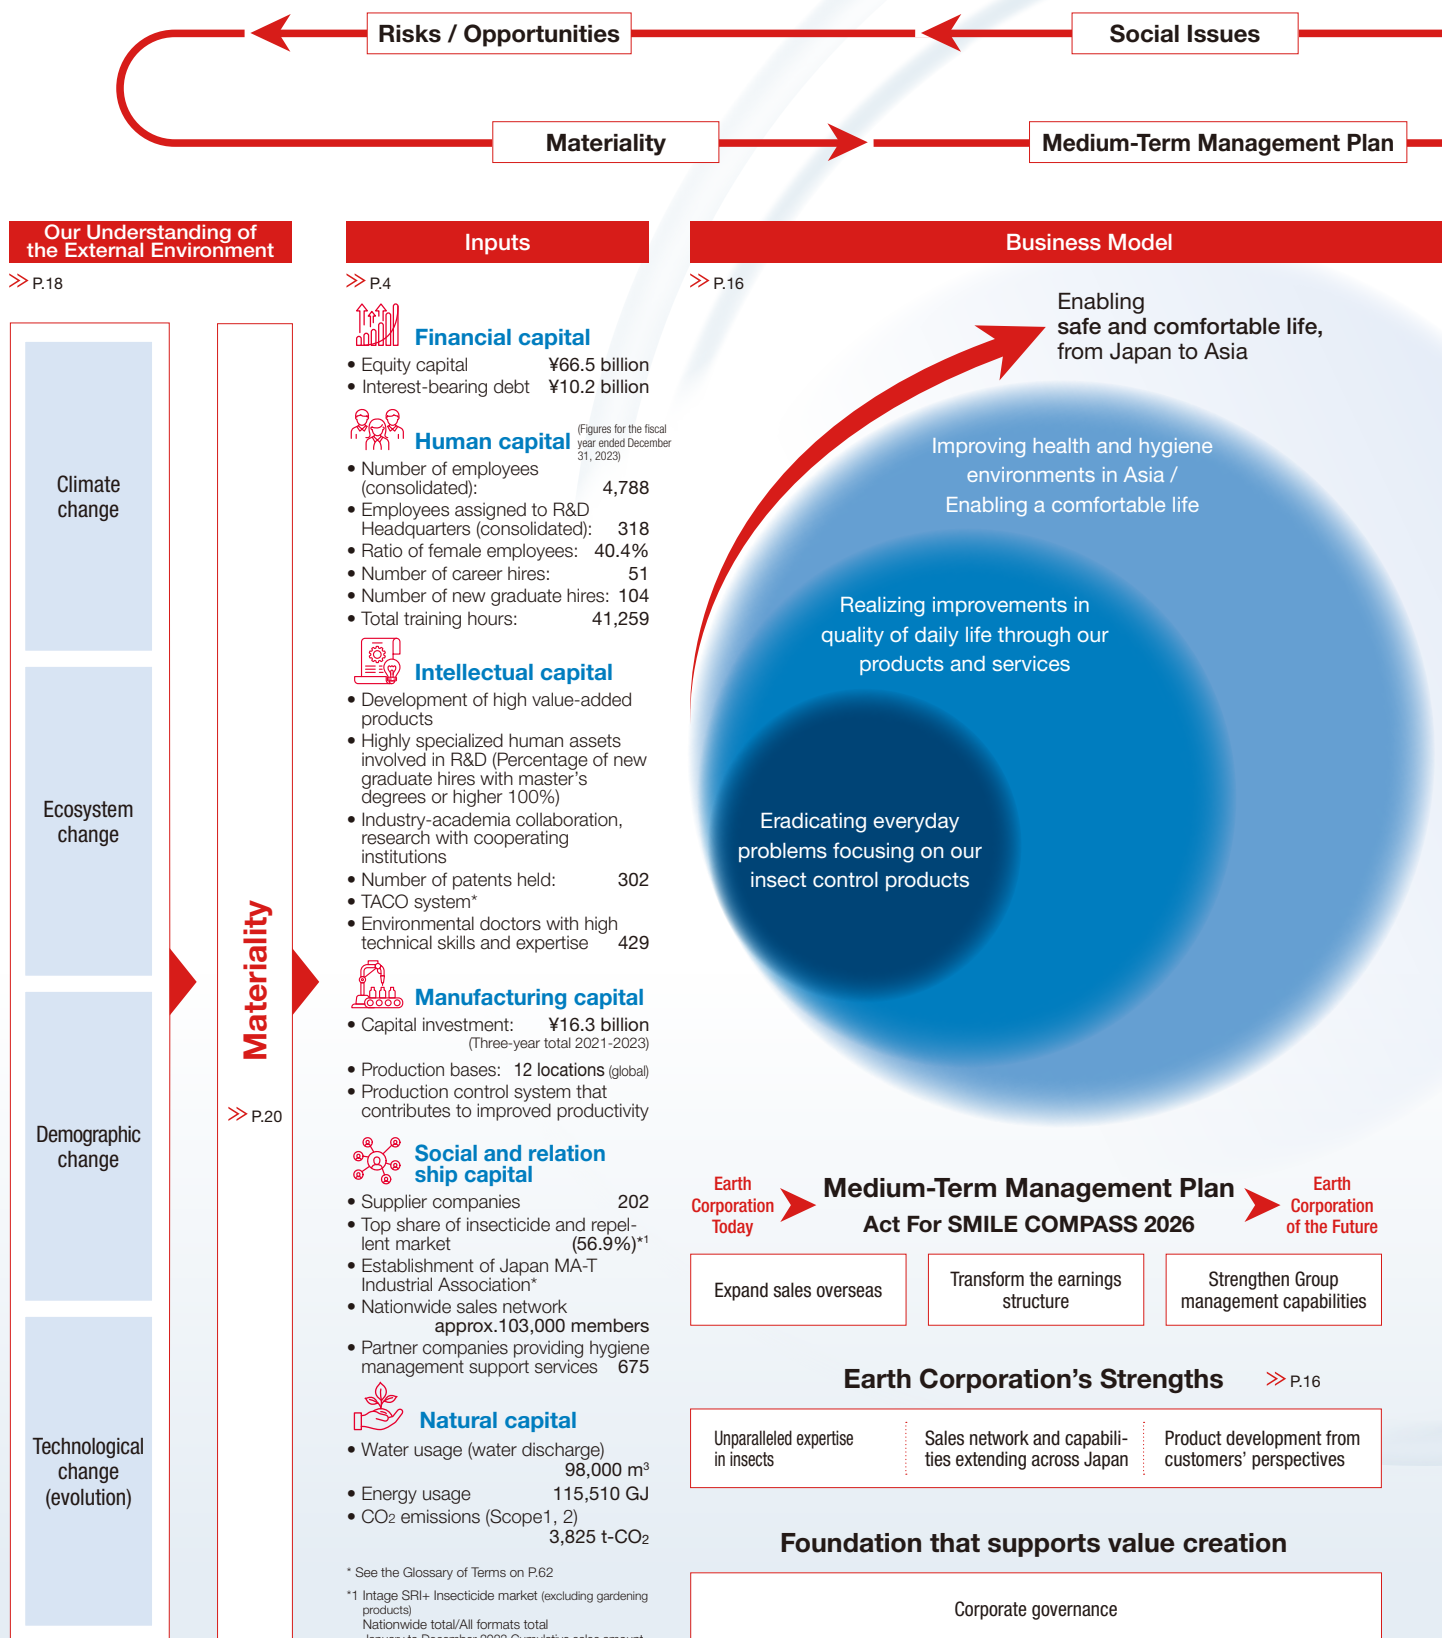 Risks / Opportunities
Social Issues
Materiality
Medium-Term Management Plan
Our Understanding of
the External Environment
P.18
Climate
change
Ecosystem
change
Demographic
change
Technological
change
(evolution)
Materiality
P.20
Inputs
P.4
Financial capital
• Equity capital ¥66.5 billion
• Interest-bearing debt ¥10.2 billion
Human capital
(Figures for the fiscal
year ended December
31, 2023)
• Number of employees
(consolidated): 4,788
• Employees assigned to R&D
Headquarters (consolidated): 318
• Ratio of female employees: 40.4%
• Number of career hires: 51
• Number of new graduate hires: 104
• Total training hours: 41,259
Intellectual capital
• Development of high value-added
products
• Highly specialized human assets
involved in R&D (Percentage of new
graduate hires with master's
degrees or higher 100%)
• Industry-academia collaboration,
research with cooperating
institutions
• Number of patents held: 302
• TACO system*
• Environmental doctors with high
technical skills and expertise 429
Manufacturing capital
• Capital investment: ¥16.3 billion
(Three-year total 2021-2023)
• Production bases: 12 locations (global)
• Production control system that
contributes to improved productivity
Social and relation
ship capital
• Supplier companies 202
• Top share of insecticide and repel-
lent market (56.9%)*1
• Establishment of Japan MA-T
Industrial Association*
• Nationwide sales network
approx.103,000 members
• Partner companies providing hygiene
management support services 675
Natural capital
• Water usage (water discharge)
98,000 m³
• Energy usage 115,510 GJ
• CO2 emissions (Scope1, 2)
3,825 t-CO2
* See the Glossary of Terms on P.62
*1 Intage SRI+ Insecticide market (excluding gardening
products)
Nationwide total/All formats total
January to December 2023 Cumulative sales amount
Business Model
P.16
Enabling
safe and comfortable life,
from Japan to Asia
Improving health and hygiene
environments in Asia /
Enabling a comfortable life
Realizing improvements in
quality of daily life through our
products and services
Eradicating everyday
problems focusing on our
insect control products
Earth
Corporation
Today
Medium-Term Management Plan
Act For SMILE COMPASS 2026
Earth
Corporation
of the Future
Expand sales overseas
Transform the earnings
structure
Strengthen Group
management capabilities
Earth Corporation's Strengths
P.16
Unparalleled expertise
in insects
Sales network and capabili-
ties extending across Japan
Product development from
customers' perspectives
Foundation that supports value creation
Corporate governance